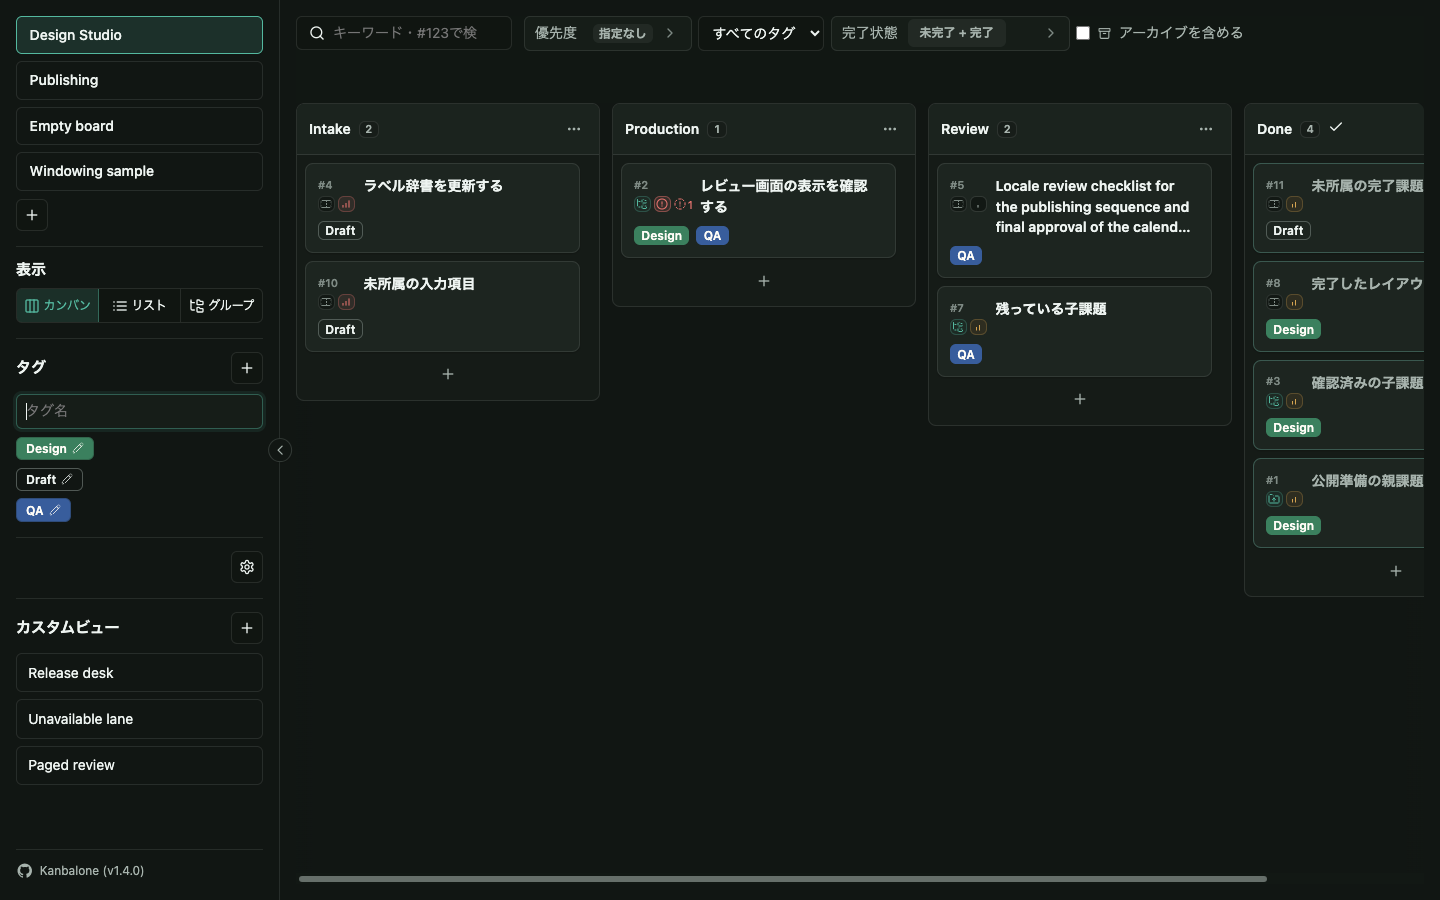 Design Studio
Publishing
Empty board
Windowing sample
表示
カンバン
リスト
グループ
タグ
タグ名
Design
Draft
QA
カスタムビュー
Release desk
Unavailable lane
Paged review
Kanbalone (v1.4.0)
キーワード・#123で検
優先度 指定なし
すべてのタグ
完了状態 未完了 + 完了
アーカイブを含める
Intake 2
#4 ラベル辞書を更新する
Draft
#10 未所属の入力項目
Draft
Production 1
#2 レビュー画面の表示を確認
する
1
Design QA
Review 2
#5 Locale review checklist for
the publishing sequence and
final approval of the calend...
QA
#7 残っている子課題
QA
Done 4
#11 未所属の完了課題
Draft
#8 完了したレイアウ
Design
#3 確認済みの子課題
Design
#1 公開準備の親課題
Design